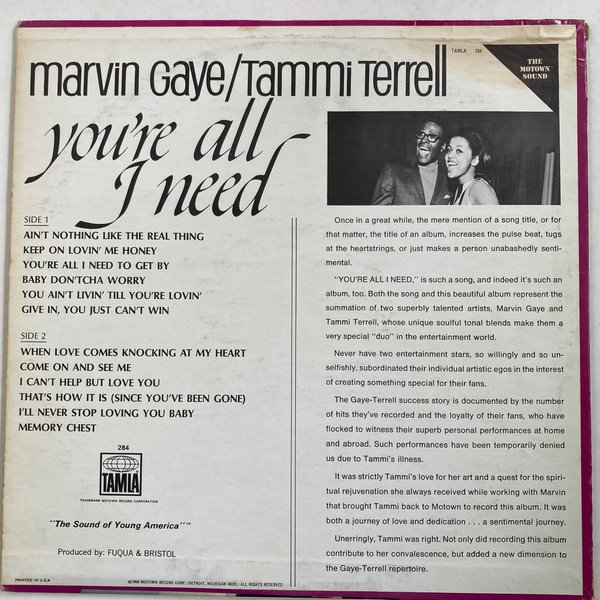 TAMLA 284
THE
MOTOWN
SOUND
marvin Gaye/Tammi Terrell
you're all
I need
SIDE 1
AIN'T NOTHING LIKE THE REAL THING
KEEP ON LOVIN' ME HONEY
YOU'RE ALL I NEED TO GET BY
BABY DON'TCHA WORRY
YOU AIN'T LIVIN' TILL YOU'RE LOVIN'
GIVE IN, YOU JUST CAN'T WIN
SIDE 2
WHEN LOVE COMES KNOCKING AT MY HEART
COME ON AND SEE ME
I CAN'T HELP BUT LOVE YOU
THAT'S HOW IT IS (SINCE YOU'VE BEEN GONE)
I'LL NEVER STOP LOVING YOU BABY
MEMORY CHEST
284
TAMLA
TRADEMARK MOTOWN RECORD CORPORATION
"The Sound of Young America"™
Produced by: FUQUA & BRISTOL
Once in a great while, the mere mention of a song title, or for
that matter, the title of an album, increases the pulse beat, tugs
at the heartstrings, or just makes a person unabashedly senti-
mental.
"YOU'RE ALL I NEED," is such a song, and indeed it's such an
album, too. Both the song and this beautiful album represent the
summation of two superbly talented artists, Marvin Gaye and
Tammi Terrell, whose unique soulful tonal blends make them a
very special "duo" in the entertainment world.
Never have two entertainment stars, so willingly and so un-
selfishly, subordinated their individual artistic egos in the interest
of creating something special for their fans.
The Gaye-Terrell success story is documented by the number
of hits they've recorded and the loyalty of their fans, who have
flocked to witness their superb personal performances at home
and abroad. Such performances have been temporarily denied
us due to Tammi's illness.
It was strictly Tammi's love for her art and a quest for the spiri-
tual rejuvenation she always received while working with Marvin
that brought Tammi back to Motown to record this album. It was
both a journey of love and dedication . . . a sentimental journey.
Unerringly, Tammi was right. Not only did recording this album
contribute to her convalescence, but added a new dimension to
the Gaye-Terrell repertoire.
PRINTED IN U.S.A.
©1968 MOTOWN RECORD CORP./DETROIT, MICHIGAN 48201/ALL RIGHTS RESERVED